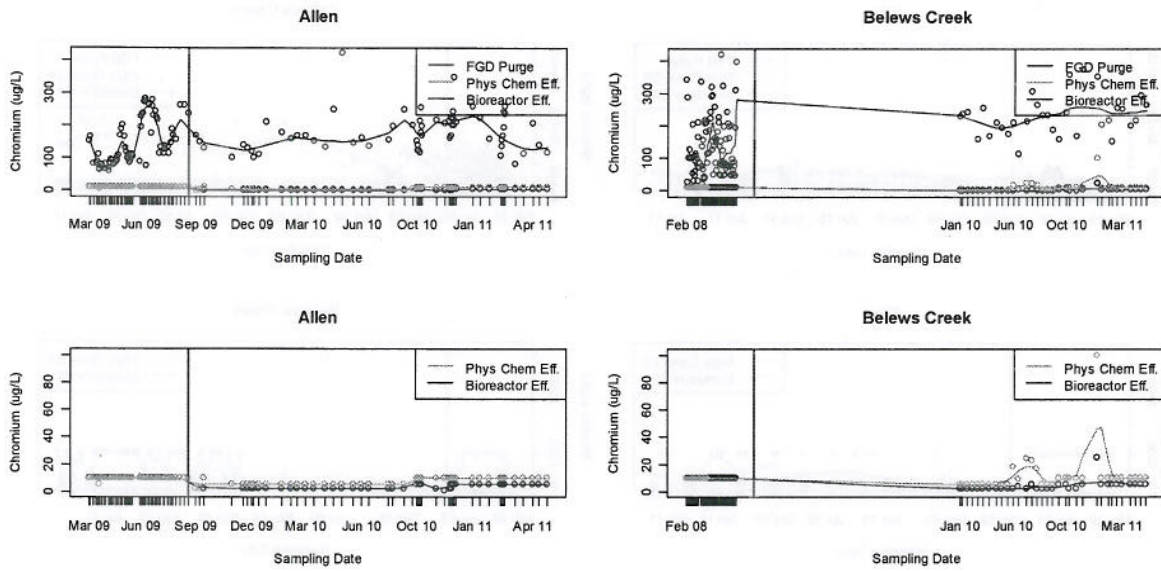 Allen
Chromium (ug/L)
0
100
300
FGD Purge
Phys Chem Eff.
Bioreactor Eff.
Mar 09
Jun 09
Sep 09
Dec 09
Mar 10
Jun 10
Oct 10
Jan 11
Apr 11
Sampling Date
Belews Creek
Chromium (ug/L)
0
100
200
300
FGD Purge
Phys Chem Eff.
Bioreactor Eff.
Feb 08
Jan 10
Jun 10
Oct 10
Mar 11
Sampling Date
Allen
Chromium (ug/L)
0
20
40
60
80
Phys Chem Eff.
Bioreactor Eff.
Mar 09
Jun 09
Sep 09
Dec 09
Mar 10
Jun 10
Oct 10
Jan 11
Apr 11
Sampling Date
Belews Creek
Chromium (ug/L)
0
20
40
60
80
Phys Chem Eff.
Bioreactor Eff.
Feb 08
Jan 10
Jun 10
Oct 10
Mar 11
Sampling Date